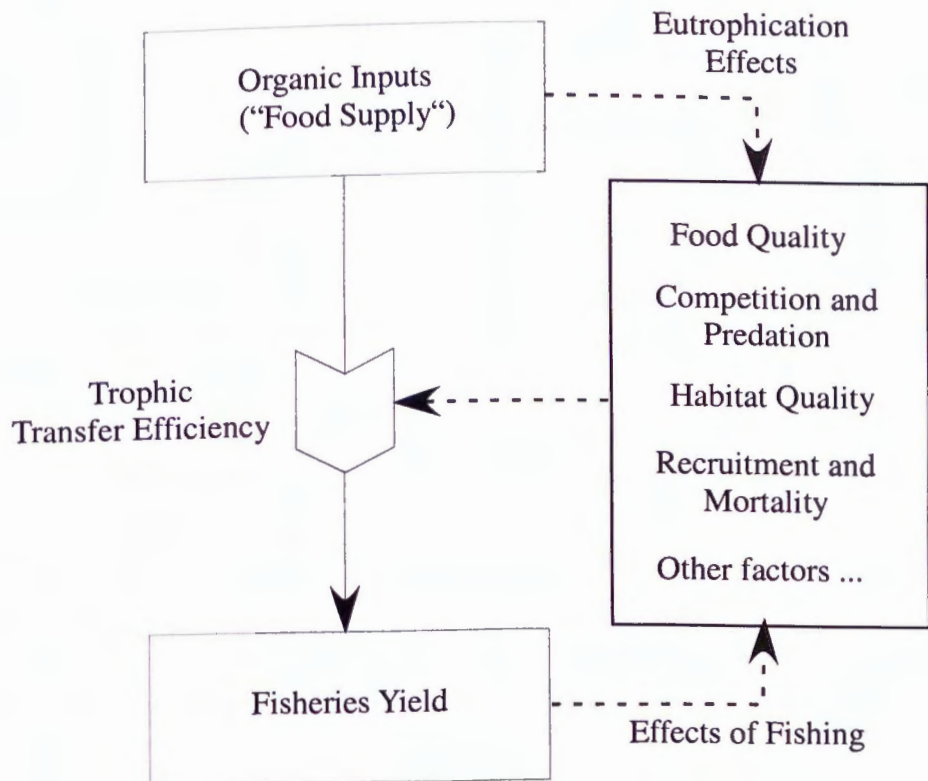 Eutrophication
Effects
Organic Inputs
(“Food Supply“)
Food Quality
Competition and
Predation
Habitat Quality
Recruitment and
Mortality
Other factors ...
Trophic
Transfer Efficiency
Fisheries Yield
Effects of Fishing